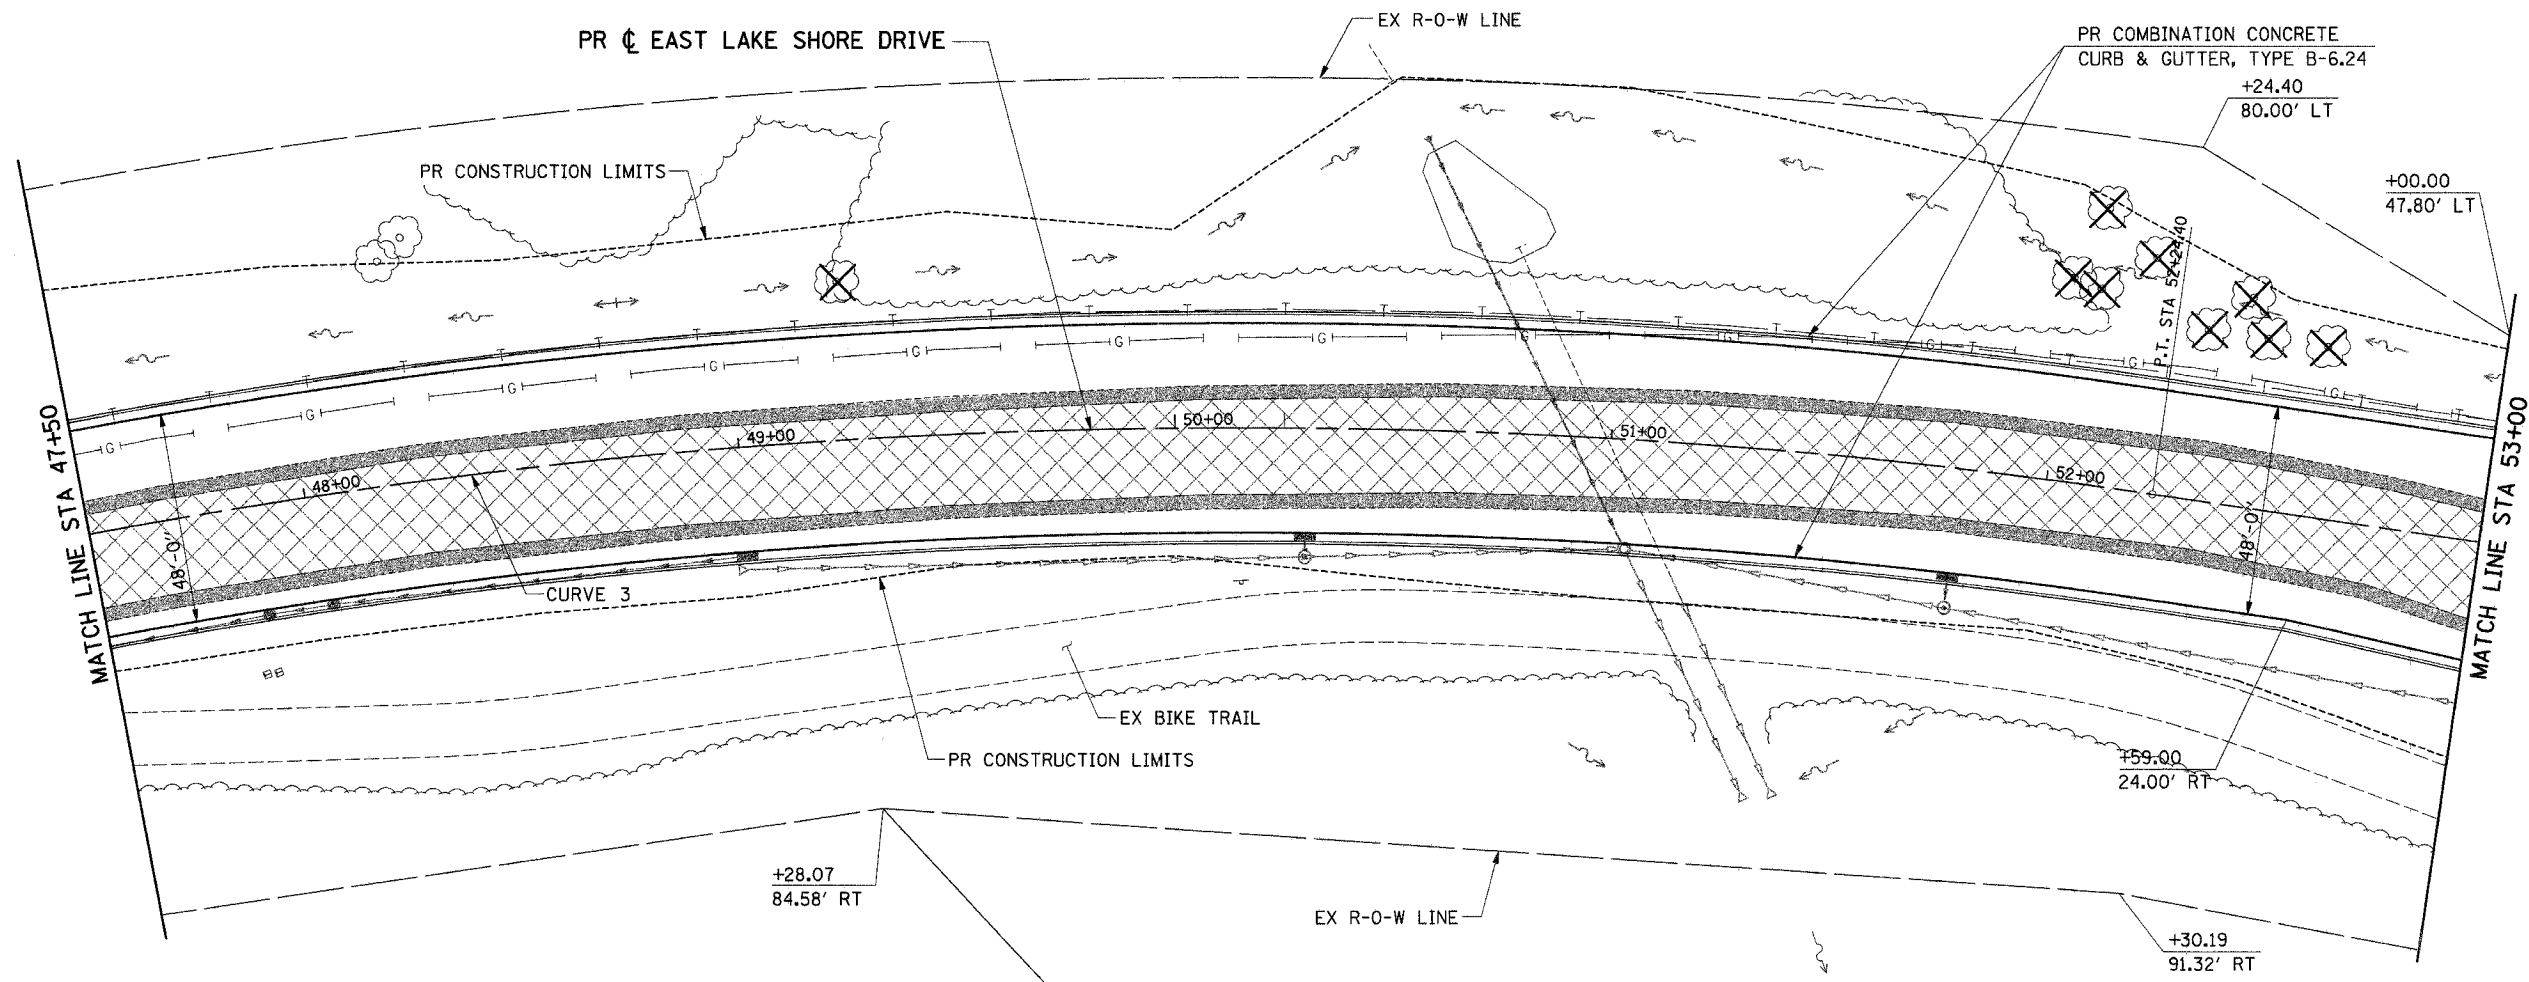 EX R-O-W LINE
PR ℄ EAST LAKE SHORE DRIVE
PR COMBINATION CONCRETE
CURB & GUTTER, TYPE B-6.24
+24.40
80.00' LT
PR CONSTRUCTION LIMITS
+00.00
47.80' LT
P.T. STA 52+24.40
T T T T T T T T T T T T T T T T T T T T T T T T T
G G G G G G G G G G G G
MATCH LINE STA 47+50
48+00
49+00
50+00
51+00
52+00
MATCH LINE STA 53+00
48'-0"
48'-0"
CURVE 3
EX BIKE TRAIL
PR CONSTRUCTION LIMITS
+59.00
24.00' RT
+28.07
84.58' RT
EX R-O-W LINE
+30.19
91.32' RT